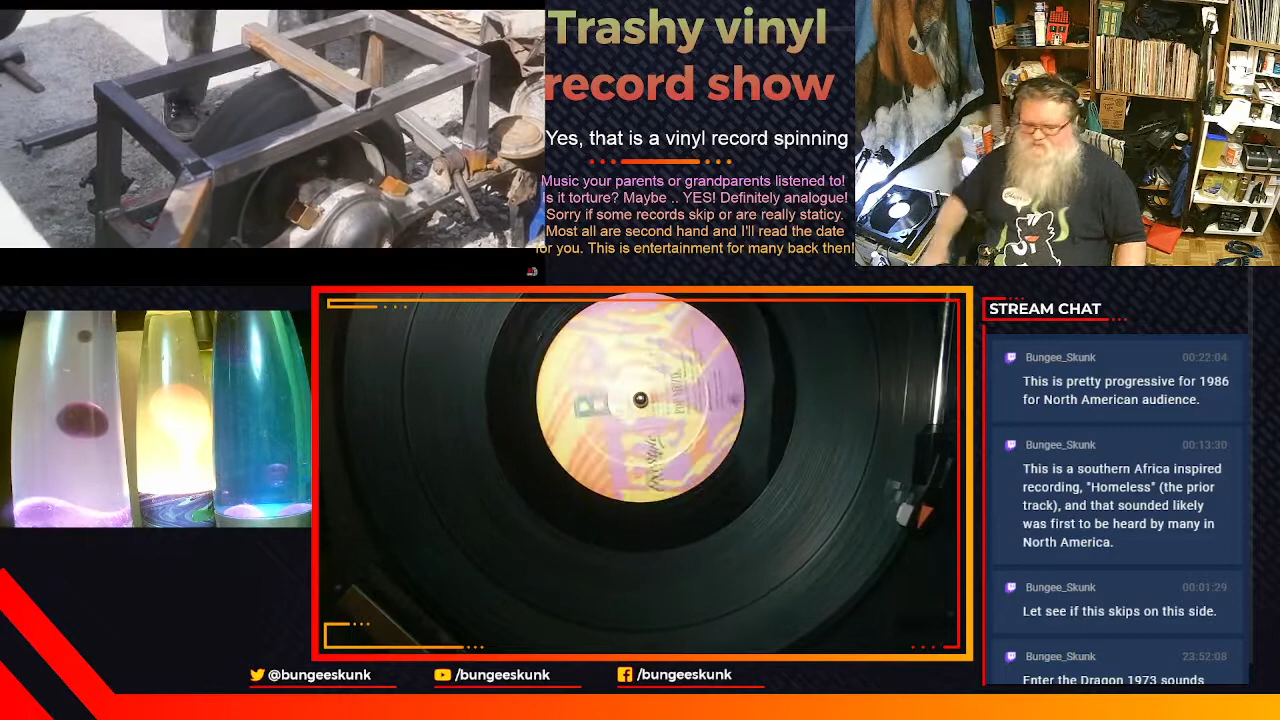 Trashy vinyl
record show
Yes, that is a vinyl record spinning
Music your parents or grandparents listened to!
Is it torture? Maybe .. YES! Definitely analogue!
Sorry if some records skip or are really staticy.
Most all are second hand and I'll read the date
for you. This is entertainment for many back then!
STREAM CHAT
Bungee_Skunk 00:22:04
This is pretty progressive for 1986
for North American audience.
Bungee_Skunk 00:13:30
This is a southern Africa inspired
recording, "Homeless" (the prior
track), and that sounded likely
was first to be heard by many in
North America.
Bungee_Skunk 00:01:29
Let see if this skips on this side.
Bungee_Skunk 23:52:08
Enter the Dragon 1973 sounds
@bungeeskunk
/bungeeskunk
/bungeeskunk